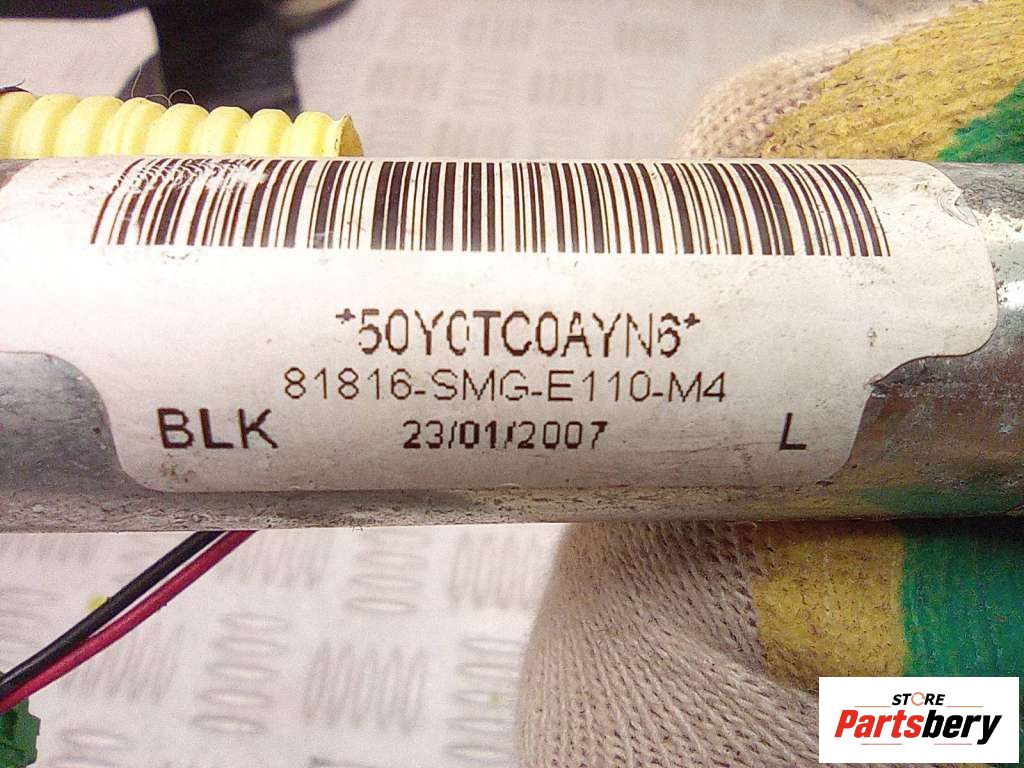 *50Y0TC0AYN6*
81816-SMG-E110-M4
BLK 23/01/2007 L
STORE
Partsbery